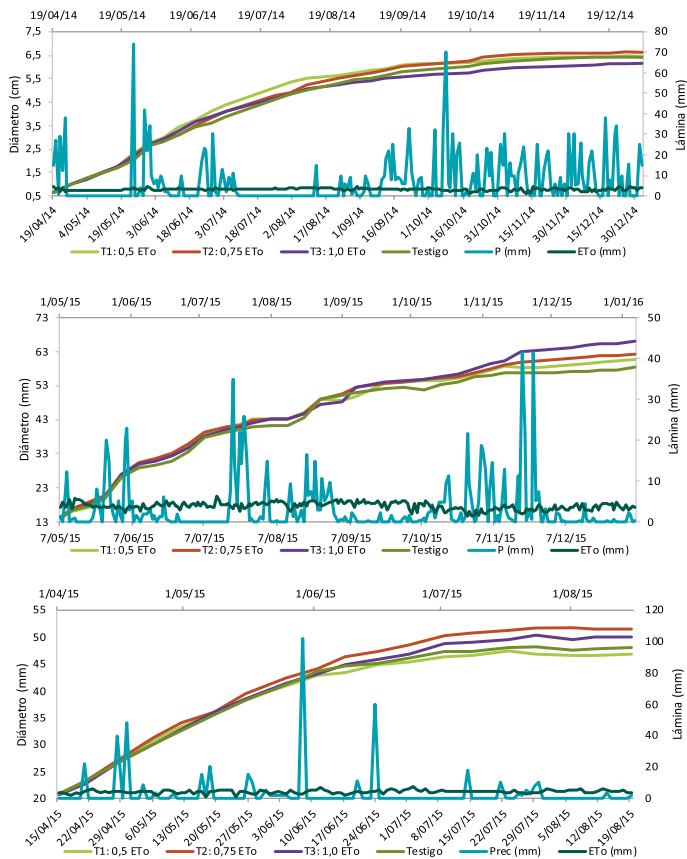 19/04/14 19/05/14 19/06/14 19/07/14 19/08/14 19/09/14 19/10/14 19/11/14 19/12/14
7,5 80
6,5 70
60
5,5 50
4,5 40
3,5 30
2,5 20
1,5 10
0,5 0
Diámetro (cm)
Lámina (mm)
19/04/14 4/05/14 19/05/14 3/06/14 18/06/14 3/07/14 18/07/14 2/08/14 17/08/14 1/09/14 16/09/14 1/10/14 16/10/14 31/10/14 15/11/14 30/11/14 15/12/14 30/12/14
T1: 0,5 ETo T2: 0,75 ETo T3: 1,0 ETo Testigo P (mm) ETo (mm)
1/05/15 1/06/15 1/07/15 1/08/15 1/09/15 1/10/15 1/11/15 1/12/15 1/01/16
73 50
63 40
53 30
43
33 20
23 10
13 0
Diámetro (mm)
Lámina (mm)
7/05/15 7/06/15 7/07/15 7/08/15 7/09/15 7/10/15 7/11/15 7/12/15
T1: 0,5 ETo T2: 0,75 ETo T3: 1,0 ETo Testigo P (mm) ETo (mm)
1/04/15 1/05/15 1/06/15 1/07/15 1/08/15
55 120
50 100
45 80
40
35 60
30 40
25 20
20 0
Diámetro (mm)
Lámina (mm)
15/04/15 22/04/15 29/04/15 6/05/15 13/05/15 20/05/15 27/05/15 3/06/15 10/06/15 17/06/15 24/06/15 1/07/15 8/07/15 15/07/15 22/07/15 29/07/15 5/08/15 12/08/15 19/08/15
T1: 0,5 ETo T2: 0,75 ETo T3: 1,0 ETo Testigo Prec (mm) ETo (mm)